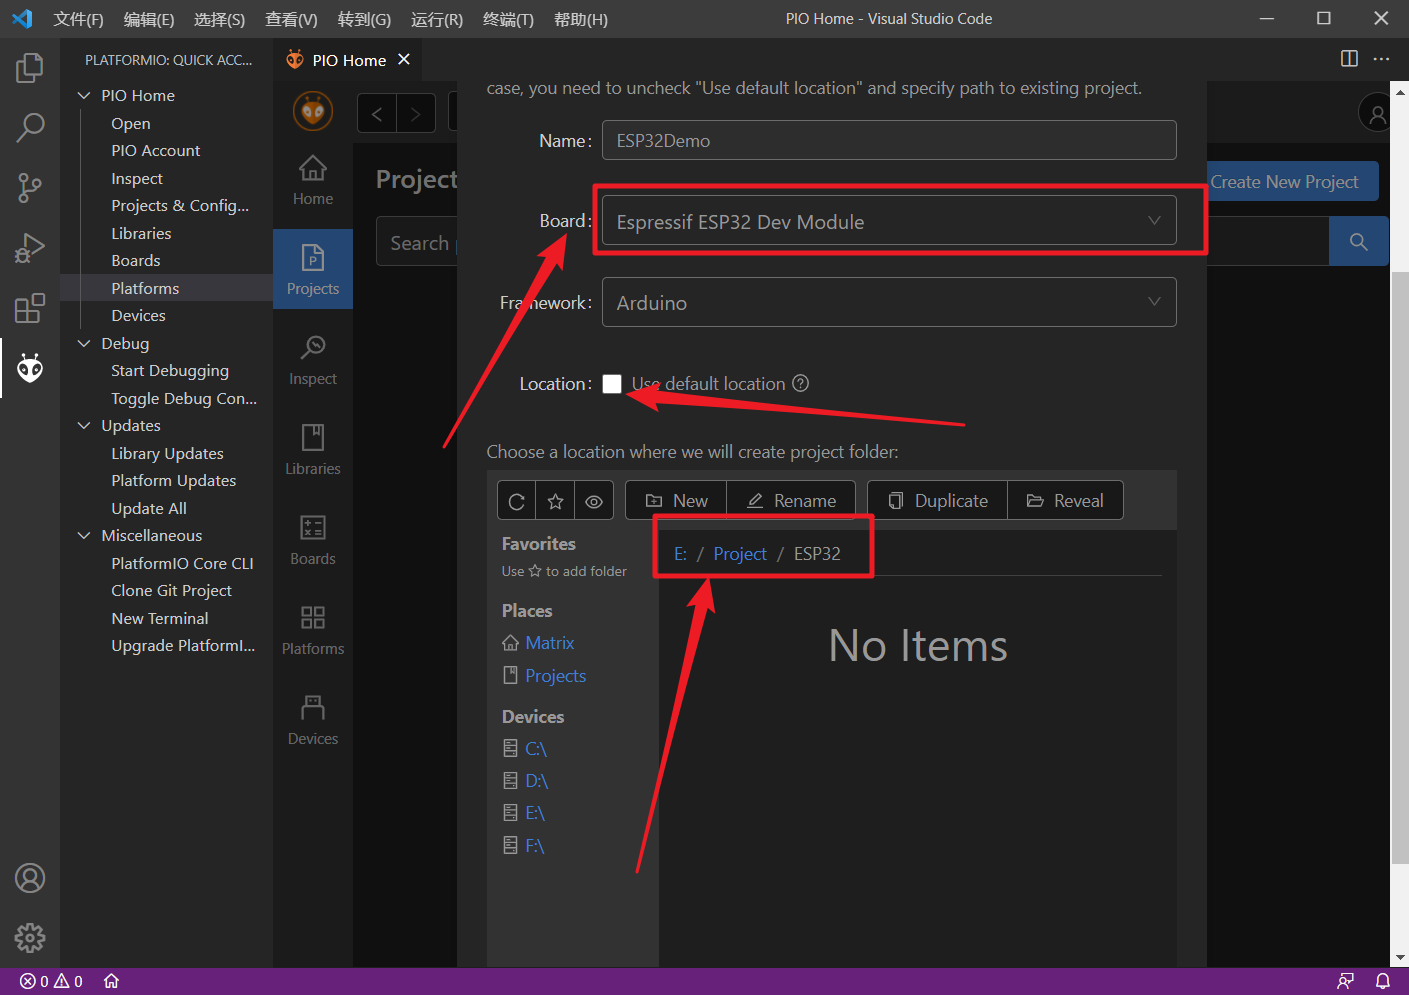 文件(F) 编辑(E) 选择(S) 查看(V) 转到(G) 运行(R) 终端(T) 帮助(H) PIO Home - Visual Studio Code
PLATFORMIO: QUICK ACC...
PIO Home
Open
PIO Account
Inspect
Projects & Config...
Libraries
Boards
Platforms
Devices
Debug
Start Debugging
Toggle Debug Con...
Updates
Library Updates
Platform Updates
Update All
Miscellaneous
PlatformIO Core CLI
Clone Git Project
New Terminal
Upgrade PlatformI...
PIO Home
Home
Projects
Inspect
Libraries
Boards
Platforms
Devices
Project
Create New Project
Search
case, you need to uncheck "Use default location" and specify path to existing project.
Name: ESP32Demo
Board: Espressif ESP32 Dev Module
Framework: Arduino
Location: Use default location
Choose a location where we will create project folder:
New Rename Duplicate Reveal
Favorites
Use ☆ to add folder
Places
Matrix
Projects
Devices
C:\
D:\
E:\
F:\
E: / Project / ESP32
No Items
0 0